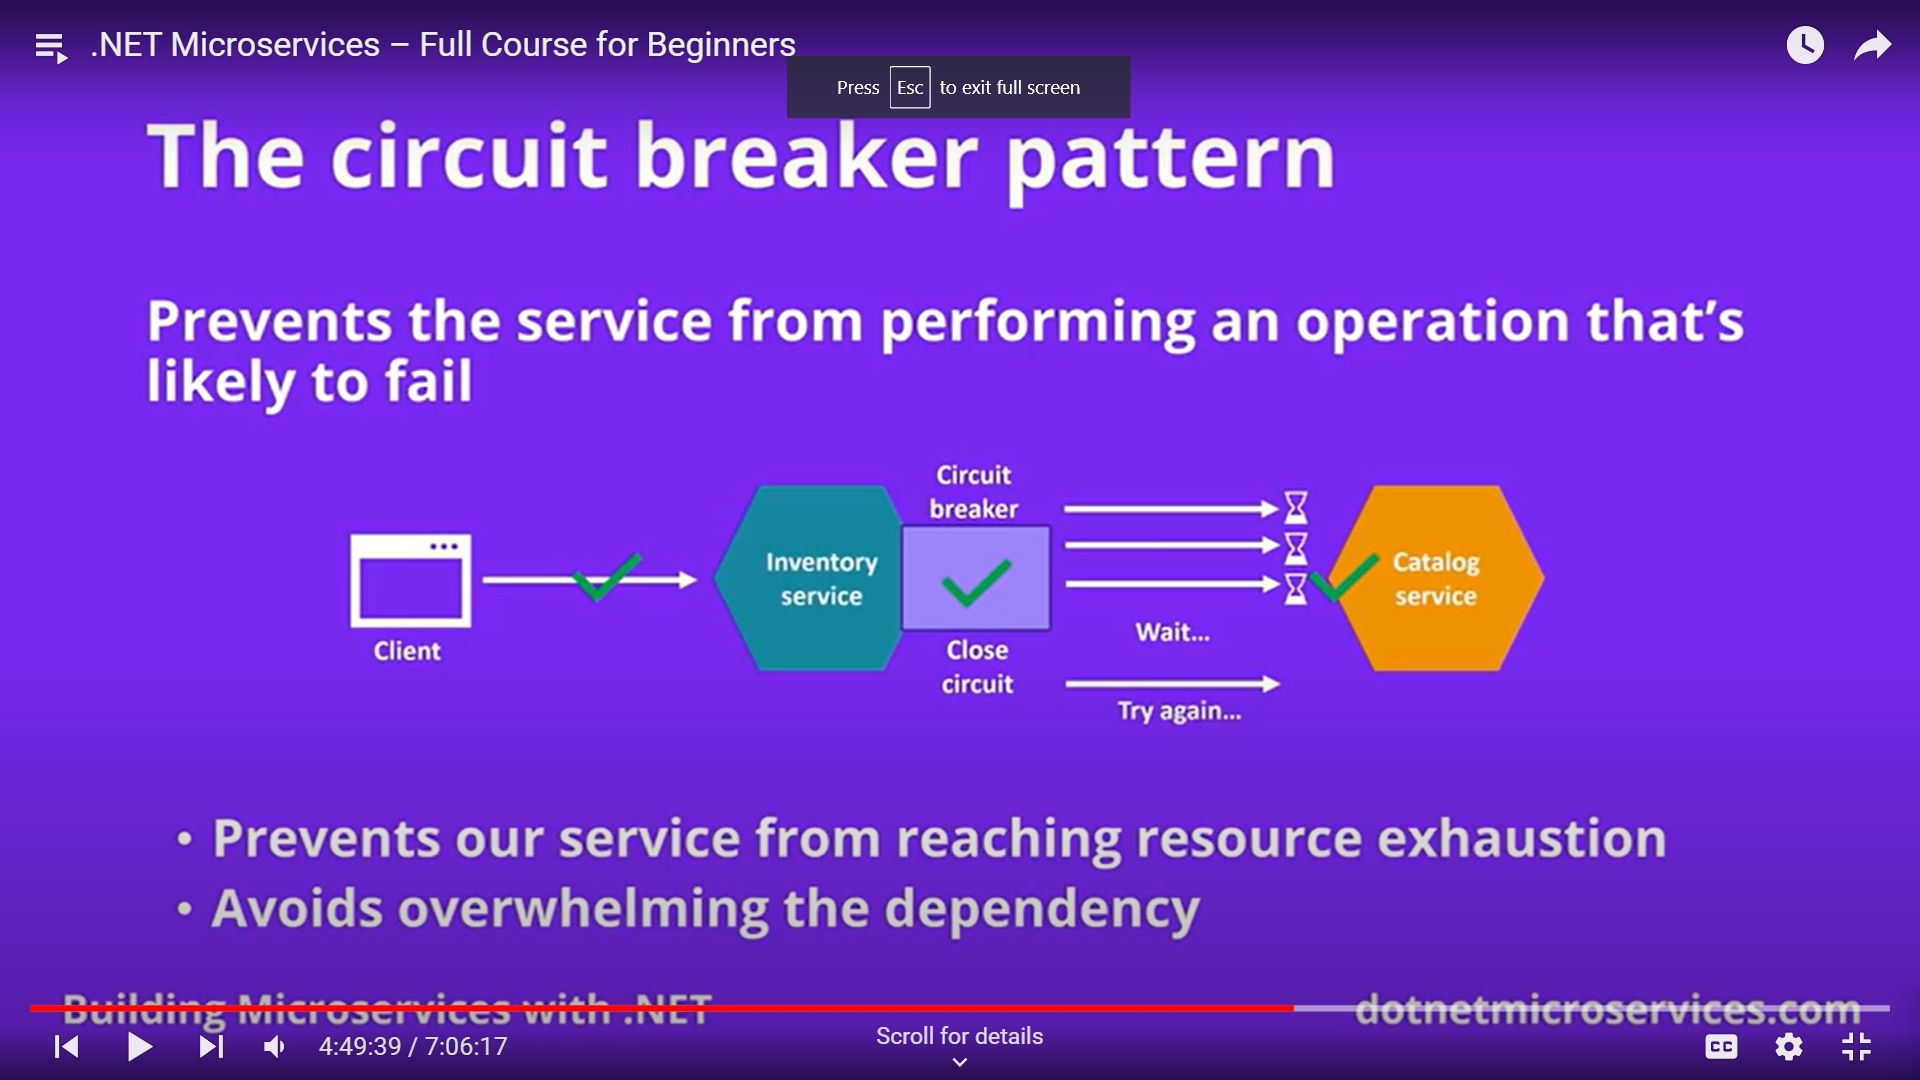 .NET Microservices – Full Course for Beginners
Press Esc to exit full screen
The circuit breaker pattern
Prevents the service from performing an operation that’s
likely to fail
Client
Inventory
service
Circuit
breaker
Close
circuit
Wait...
Try again...
Catalog
service
• Prevents our service from reaching resource exhaustion
• Avoids overwhelming the dependency
Building Microservices with .NET
dotnetmicroservices.com
4:49:39 / 7:06:17
Scroll for details
CC